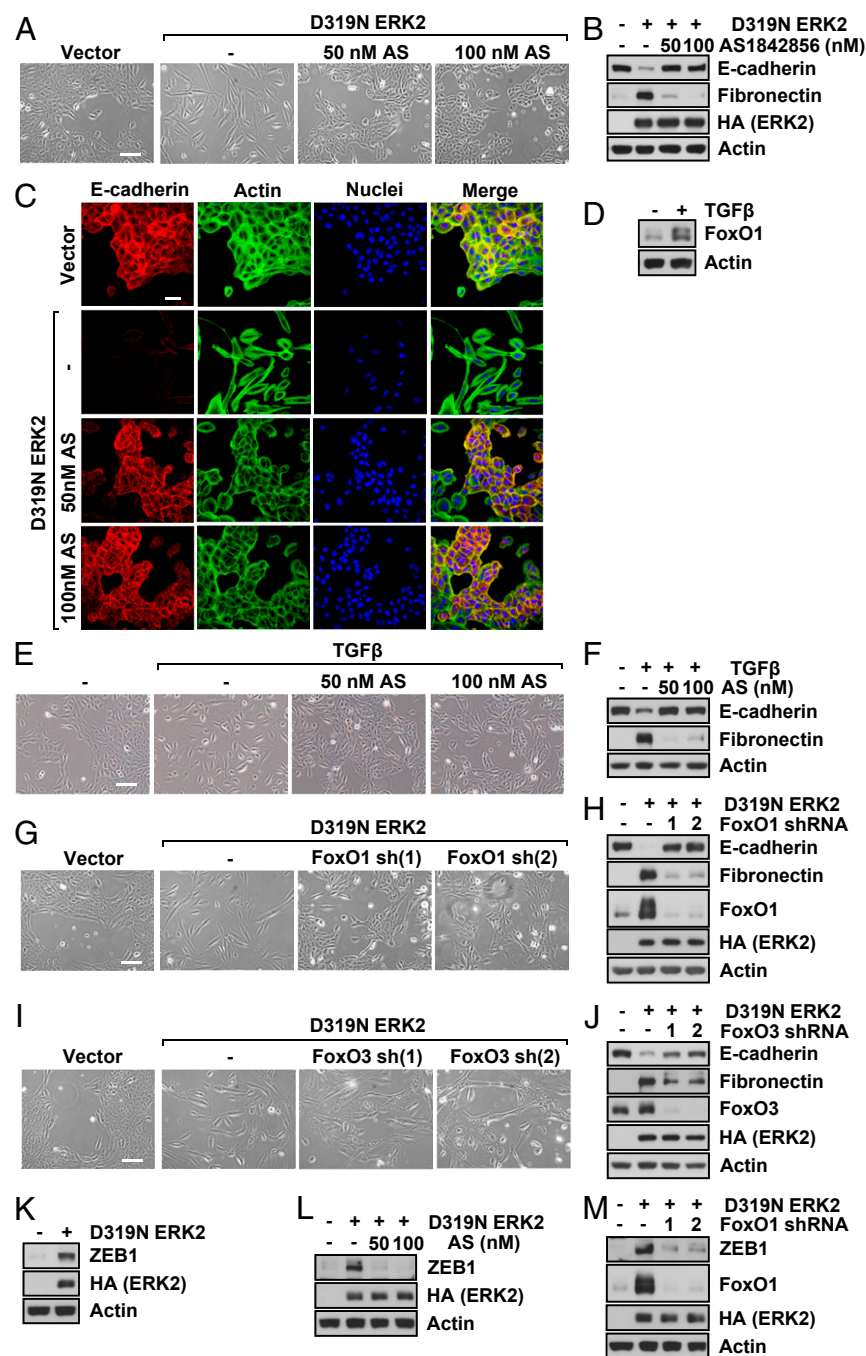 A
D319N ERK2
Vector - 50 nM AS 100 nM AS
B
- + + + D319N ERK2
- - 50 100 AS1842856 (nM)
E-cadherin
Fibronectin
HA (ERK2)
Actin
C
E-cadherin Actin Nuclei Merge
Vector
D319N ERK2
-
50nM AS
100nM AS
D
- + TGFβ
FoxO1
Actin
E
TGFβ
- - 50 nM AS 100 nM AS
F
- + + + TGFβ
- - 50 100 AS (nM)
E-cadherin
Fibronectin
Actin
G
D319N ERK2
Vector - FoxO1 sh(1) FoxO1 sh(2)
H
- + + + D319N ERK2
- - 1 2 FoxO1 shRNA
E-cadherin
Fibronectin
FoxO1
HA (ERK2)
Actin
I
D319N ERK2
Vector - FoxO3 sh(1) FoxO3 sh(2)
J
- + + + D319N ERK2
- - 1 2 FoxO3 shRNA
E-cadherin
Fibronectin
FoxO3
HA (ERK2)
Actin
K
- + D319N ERK2
ZEB1
HA (ERK2)
Actin
L
- + + + D319N ERK2
- - 50 100 AS (nM)
ZEB1
HA (ERK2)
Actin
M
- + + + D319N ERK2
- - 1 2 FoxO1 shRNA
ZEB1
FoxO1
HA (ERK2)
Actin